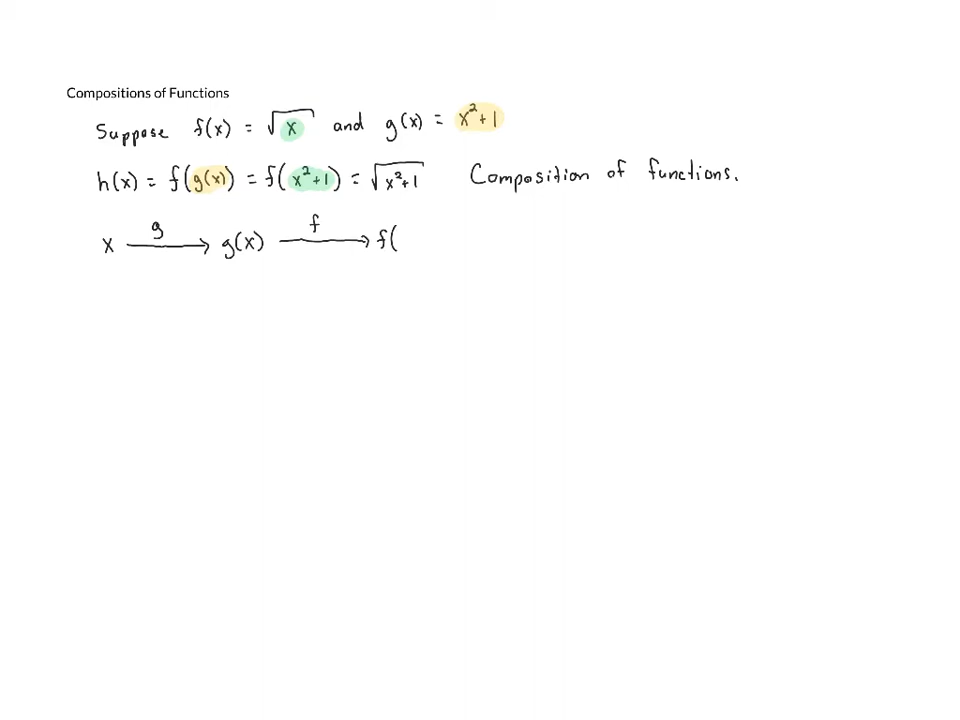 Compositions of Functions
Suppose f(x) = √x and g(x) = x²+1
h(x) = f(g(x)) = f(x²+1) = √x²+1 Composition of functions.
x —g→ g(x) —f→ f(